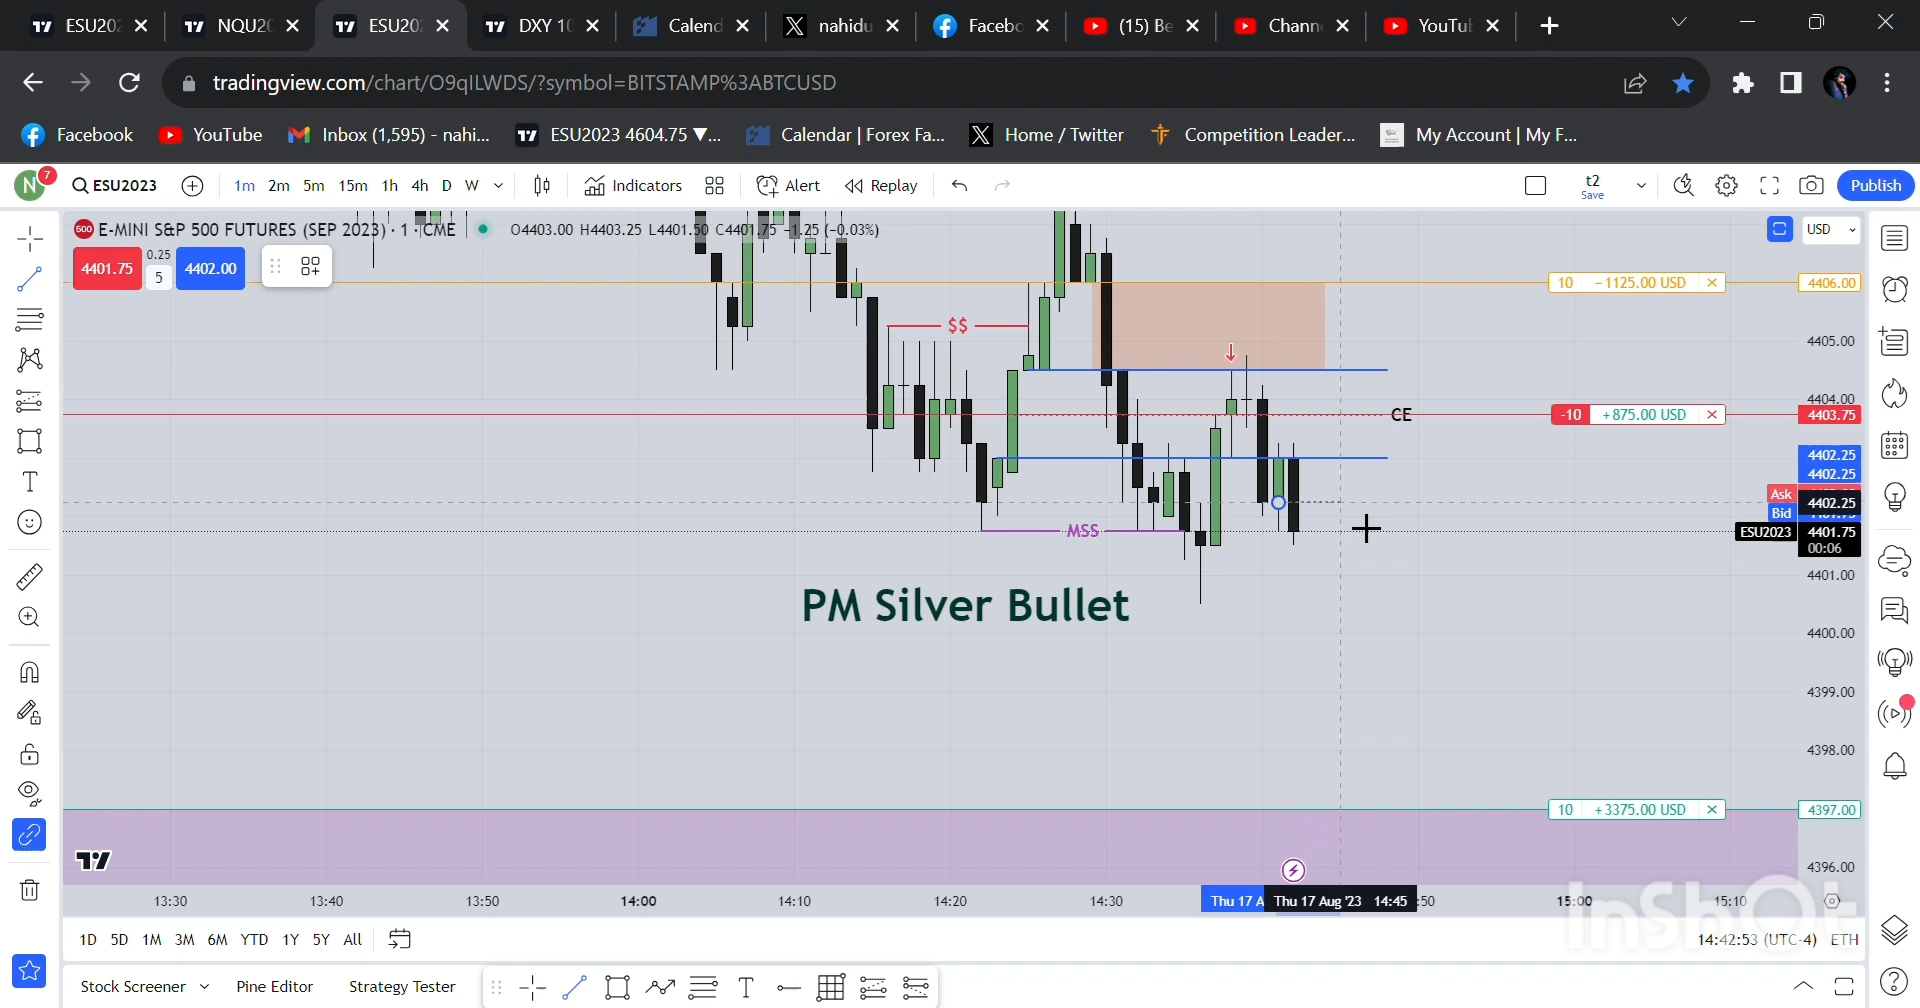 ESU202 NQU20 ESU20 DXY 10 Calend nahidu Facebo (15) Be Chann YouTu
tradingview.com/chart/O9qILWDS/?symbol=BITSTAMP%3ABTCUSD
Facebook YouTube Inbox (1,595) - nahi... ESU2023 4604.75 ▼... Calendar | Forex Fa... Home / Twitter Competition Leader... My Account | My F...
N 7 ESU2023 1m 2m 5m 15m 1h 4h D W Indicators Alert Replay t2 Save Publish
500 E-MINI S&P 500 FUTURES (SEP 2023) · 1 · CME O4403.00 H4403.25 L4401.50 C4401.75 -1.25 (-0.03%) USD
4401.75 0.25 5 4402.00
10 -1125.00 USD 4406.00
$$
4405.00
4404.00
CE -10 +875.00 USD 4403.75
4402.25
4402.25
Ask
4402.25
Bid
MSS ESU2023 4401.75
00:06
4401.00
PM Silver Bullet
4400.00
4399.00
4398.00
10 +3375.00 USD 4397.00
4396.00
13:30 13:40 13:50 14:00 14:10 14:20 14:30 Thu 17 A Thu 17 Aug '23 14:45 :50 15:00 15:10
InShOt
1D 5D 1M 3M 6M YTD 1Y 5Y All 14:42:53 (UTC-4) ETH
Stock Screener Pine Editor Strategy Tester